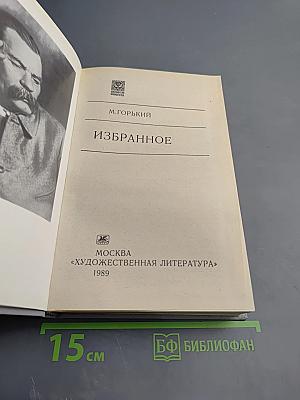 М. ГОРЬКИЙ
ИЗБРАННОЕ
МОСКВА
«ХУДОЖЕСТВЕННАЯ ЛИТЕРАТУРА»
1989
15 см
БФ БИБЛИОФАН